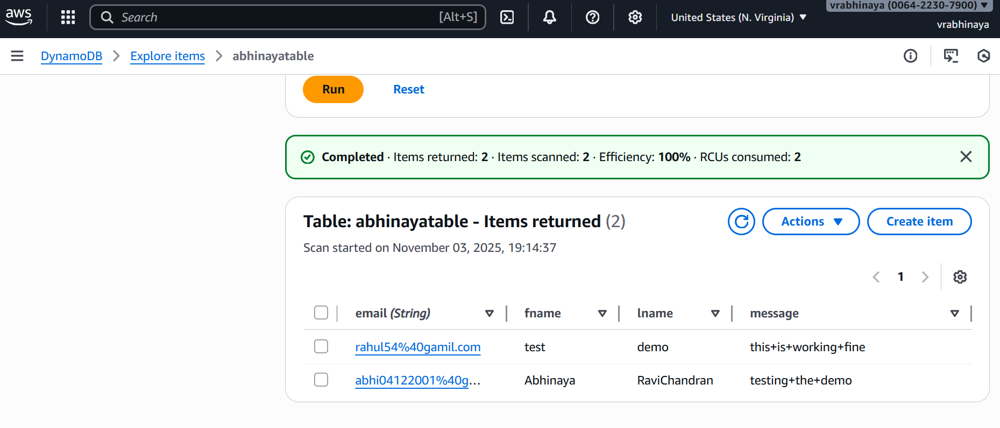 aws
Search [Alt+S] United States (N. Virginia) vrabhinaya (0064-2230-7900)
vrabhinaya
DynamoDB Explore items abhinayatable
Run Reset
Completed · Items returned: 2 · Items scanned: 2 · Efficiency: 100% · RCUs consumed: 2
Table: abhinayatable - Items returned (2) Actions Create item
Scan started on November 03, 2025, 19:14:37
1
email (String) fname lname message
rahul54%40gamil.com test demo this+is+working+fine
abhi04122001%40g... Abhinaya RaviChandran testing+the+demo